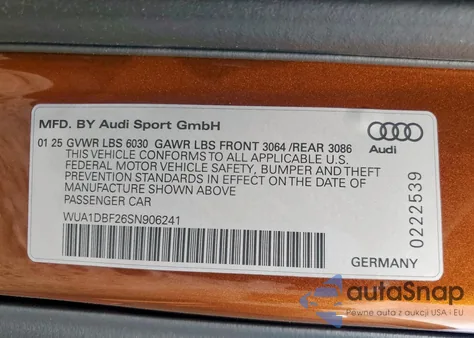 MFD. BY Audi Sport GmbH
01 25 GVWR LBS 6030 GAWR LBS FRONT 3064 /REAR 3086
THIS VEHICLE CONFORMS TO ALL APPLICABLE U.S.
FEDERAL MOTOR VEHICLE SAFETY, BUMPER AND THEFT
PREVENTION STANDARDS IN EFFECT ON THE DATE OF
MANUFACTURE SHOWN ABOVE
PASSENGER CAR
WUA1DBF26SN906241
Audi
0222539
GERMANY
autoSnap
Pewne auta z aukcji USA - EU